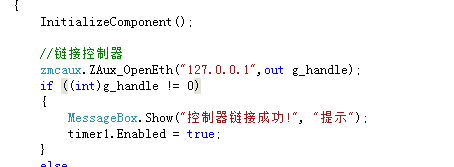 {
InitializeComponent();
//链接控制器
zmcaux.ZAux_OpenEth("127.0.0.1",out g_handle);
if ((int)g_handle != 0)
{
MessageBox.Show("控制器链接成功!", "提示");
timer1.Enabled = true;
}
else